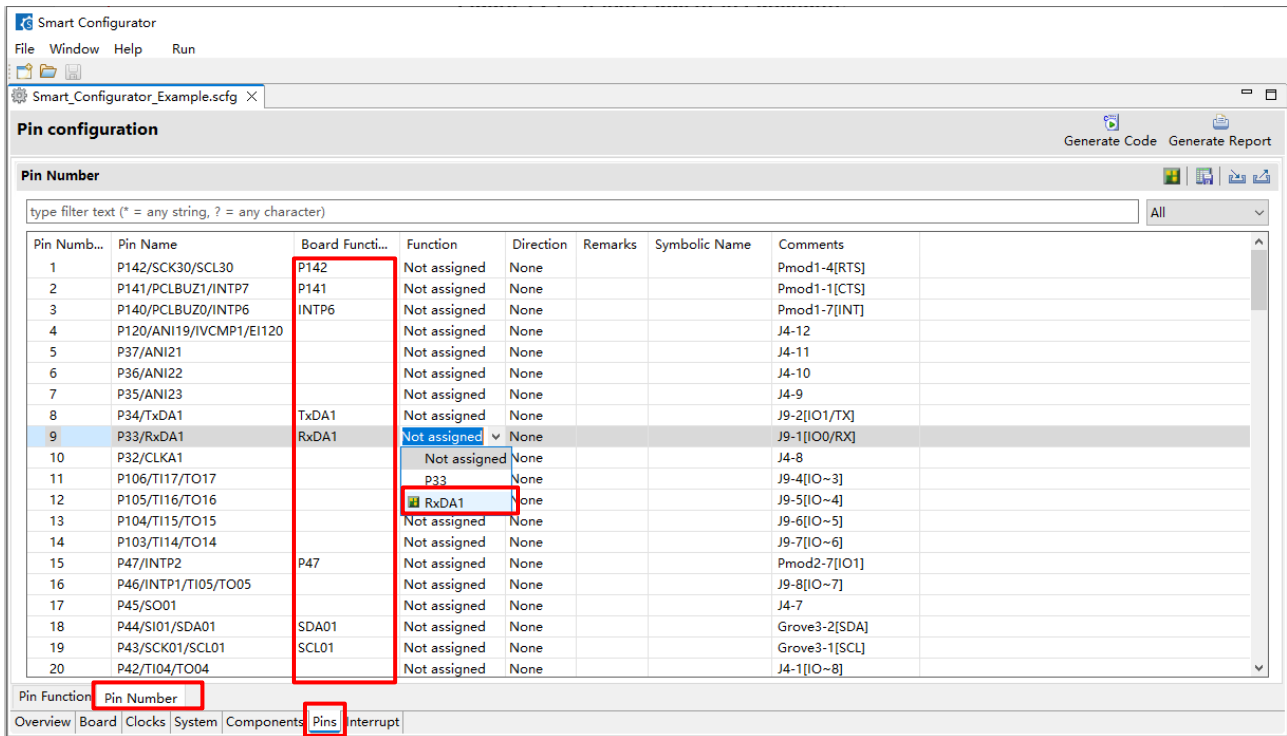 Smart Configurator
File Window Help Run
Smart_Configurator_Example.scfg
Pin configuration
Generate Code Generate Report
Pin Number
type filter text (* = any string, ? = any character) All
Pin Numb... Pin Name Board Functi... Function Direction Remarks Symbolic Name Comments
1 P142/SCK30/SCL30 P142 Not assigned None Pmod1-4[RTS]
2 P141/PCLBUZ1/INTP7 P141 Not assigned None Pmod1-1[CTS]
3 P140/PCLBUZ0/INTP6 INTP6 Not assigned None Pmod1-7[INT]
4 P120/ANI19/IVCMP1/EI120 Not assigned None J4-12
5 P37/ANI21 Not assigned None J4-11
6 P36/ANI22 Not assigned None J4-10
7 P35/ANI23 Not assigned None J4-9
8 P34/TxDA1 TxDA1 Not assigned None J9-2[IO1/TX]
9 P33/RxDA1 RxDA1 Not assigned None J9-1[IO0/RX]
10 P32/CLKA1 Not assigned None J4-8
11 P106/TI17/TO17 P33 None J9-4[IO~3]
12 P105/TI16/TO16 RxDA1 None J9-5[IO~4]
13 P104/TI15/TO15 Not assigned None J9-6[IO~5]
14 P103/TI14/TO14 Not assigned None J9-7[IO~6]
15 P47/INTP2 P47 Not assigned None Pmod2-7[IO1]
16 P46/INTP1/TI05/TO05 Not assigned None J9-8[IO~7]
17 P45/SO01 Not assigned None J4-7
18 P44/SI01/SDA01 SDA01 Not assigned None Grove3-2[SDA]
19 P43/SCK01/SCL01 SCL01 Not assigned None Grove3-1[SCL]
20 P42/TI04/TO04 Not assigned None J4-1[IO~8]
Pin Function Pin Number
Overview Board Clocks System Components Pins Interrupt